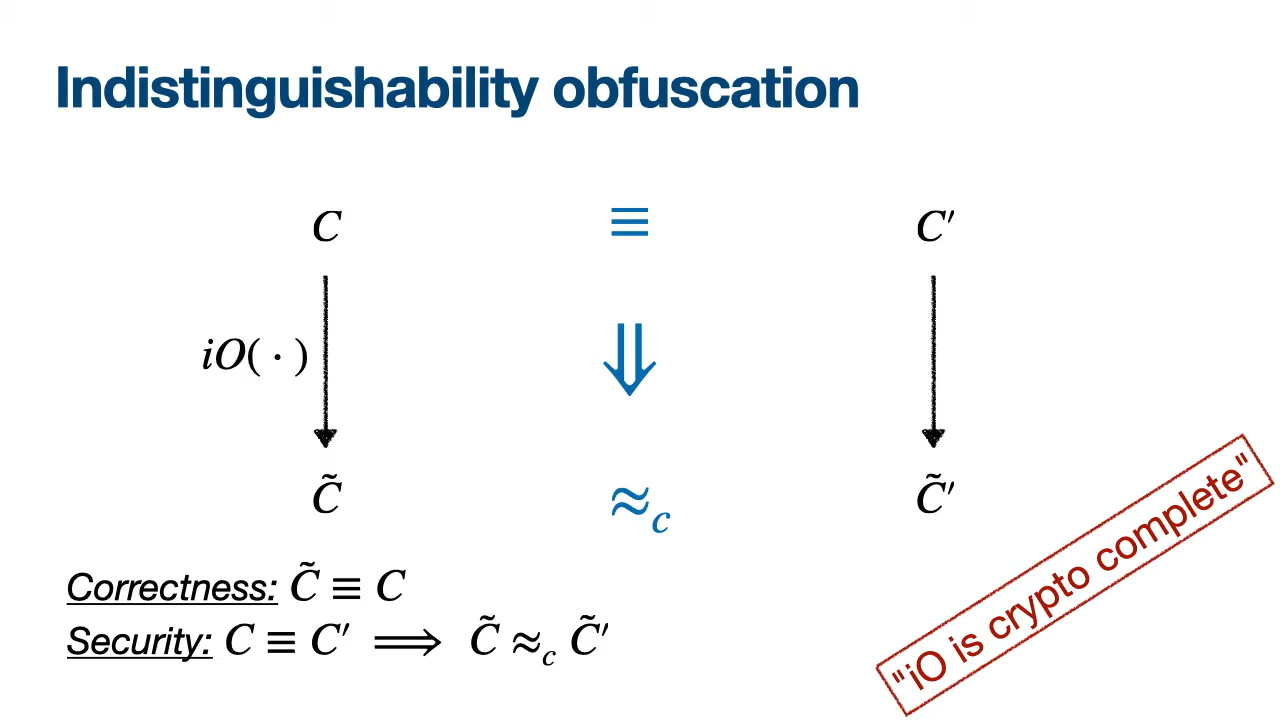 Indistinguishability obfuscation
C ≡ C′
iO( · )
⇓
C̃ ≈c C̃′
Correctness: C̃ ≡ C
Security: C ≡ C′ ⟹ C̃ ≈c C̃′
"iO is crypto complete"